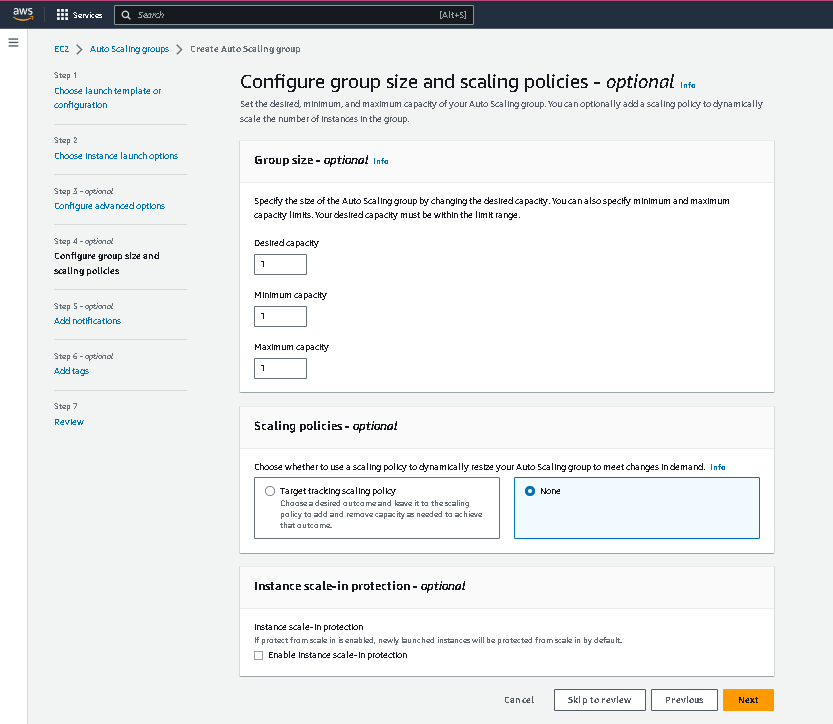 aws
Services
Search
[Alt+S]
EC2
Auto Scaling groups
Create Auto Scaling group
Step 1
Choose launch template or
configuration
Step 2
Choose instance launch options
Step 3 - optional
Configure advanced options
Step 4 - optional
Configure group size and
scaling policies
Step 5 - optional
Add notifications
Step 6 - optional
Add tags
Step 7
Review
Configure group size and scaling policies - optional Info
Set the desired, minimum, and maximum capacity of your Auto Scaling group. You can optionally add a scaling policy to dynamically
scale the number of instances in the group.
Group size - optional Info
Specify the size of the Auto Scaling group by changing the desired capacity. You can also specify minimum and maximum
capacity limits. Your desired capacity must be within the limit range.
Desired capacity
1
Minimum capacity
1
Maximum capacity
1
Scaling policies - optional
Choose whether to use a scaling policy to dynamically resize your Auto Scaling group to meet changes in demand. Info
Target tracking scaling policy
Choose a desired outcome and leave it to the scaling
policy to add and remove capacity as needed to achieve
that outcome.
None
Instance scale-in protection - optional
Instance scale-in protection
If protect from scale in is enabled, newly launched instances will be protected from scale in by default.
Enable instance scale-in protection
Cancel
Skip to review
Previous
Next